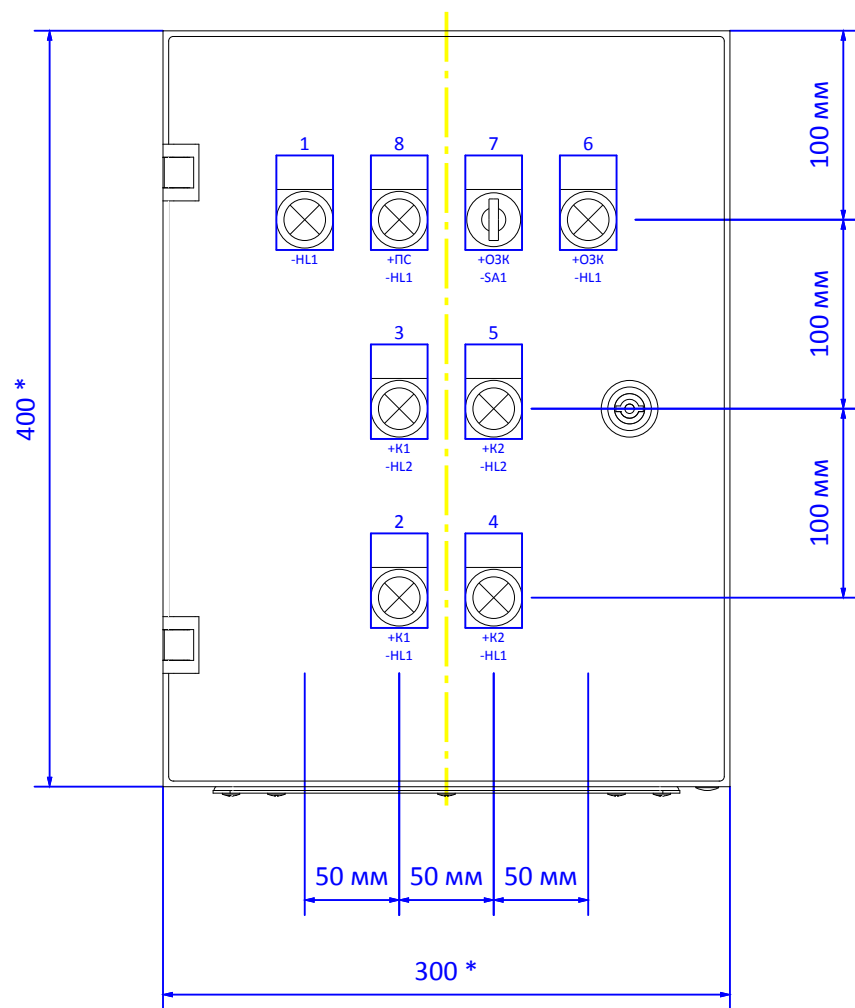 1
8
7
6
-HL1
+ПС
-HL1
+ОЗК
-SA1
+ОЗК
-HL1
3
5
+К1
-HL2
+К2
-HL2
2
4
+К1
-HL1
+К2
-HL1
400 *
100 мм
100 мм
100 мм
50 мм
50 мм
50 мм
300 *